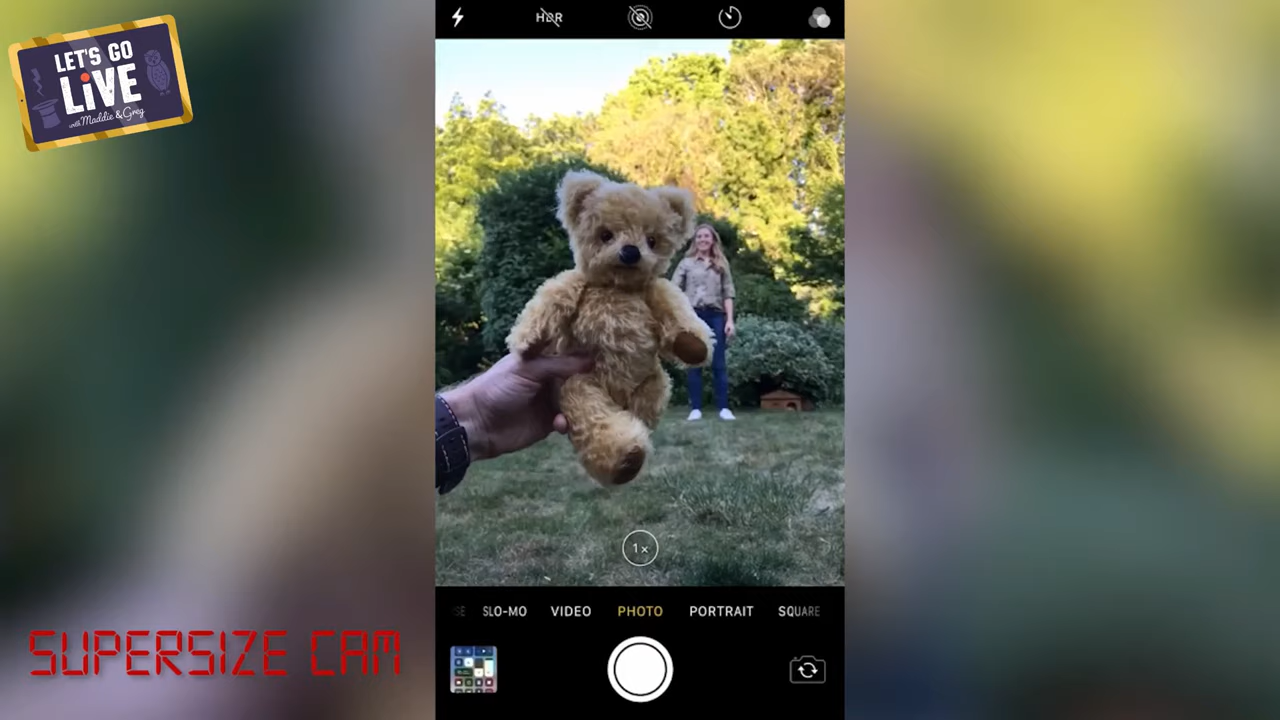 LET'S GO
LiVE
with Maddie & Greg
HDR
1×
SLO-MO VIDEO PHOTO PORTRAIT SQUARE
SUPERSIZE CAM